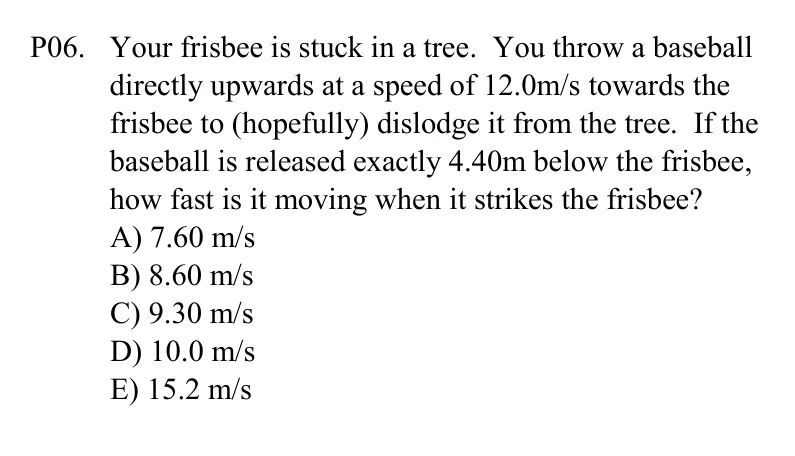 P06. Your frisbee is stuck in a tree. You throw a baseball
directly upwards at a speed of 12.0m/s towards the
frisbee to (hopefully) dislodge it from the tree. If the
baseball is released exactly 4.40m below the frisbee,
how fast is it moving when it strikes the frisbee?
A) 7.60 m/s
B) 8.60 m/s
C) 9.30 m/s
D) 10.0 m/s
E) 15.2 m/s